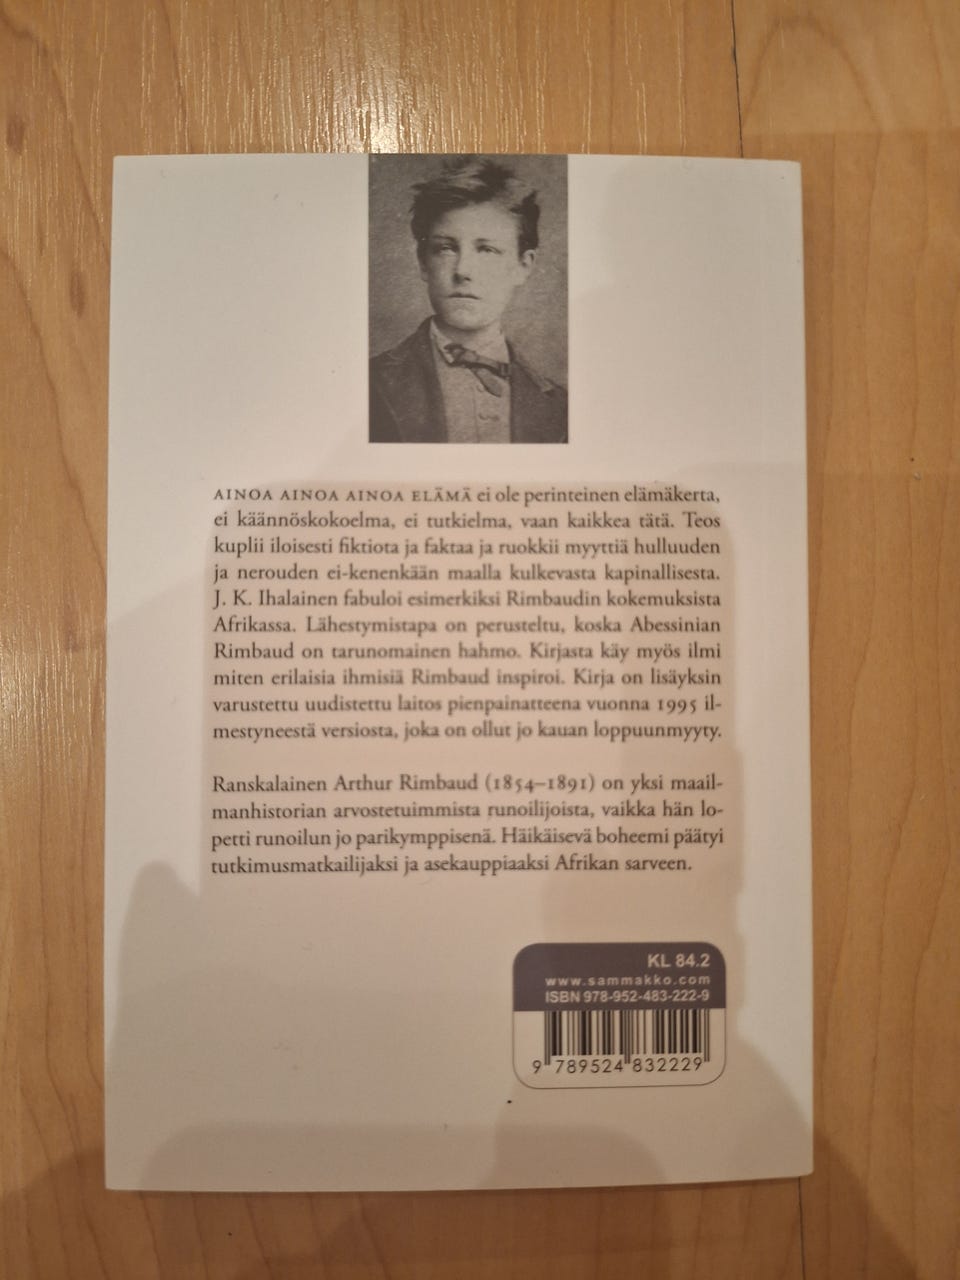 AINOA AINOA AINOA ELÄMÄ ei ole perinteinen elämäkerta,
ei käännöskokoelma, ei tutkielma, vaan kaikkea tätä. Teos
kuplii iloisesti fiktiota ja faktaa ja ruokkii myyttiä hulluuden
ja nerouden ei-kenenkään maalla kulkevasta kapinallisesta.
J. K. Ihalainen fabuloi esimerkiksi Rimbaudin kokemuksista
Afrikassa. Lähestymistapa on perusteltu, koska Abessinian
Rimbaud on tarunomainen hahmo. Kirjasta käy myös ilmi
miten erilaisia ihmisiä Rimbaud inspiroi. Kirja on lisäyksin
varustettu uudistettu laitos pienpainatteena vuonna 1995 il-
mestyneestä versiosta, joka on ollut jo kauan loppuunmyyty.
Ranskalainen Arthur Rimbaud (1854–1891) on yksi maail-
manhistorian arvostetuimmista runoilijoista, vaikka hän lo-
petti runoilun jo parikymppisenä. Häikäisevä boheemi päätyi
tutkimusmatkailijaksi ja asekauppiaaksi Afrikan sarveen.
KL 84.2
www.sammakko.com
ISBN 978-952-483-222-9
9 789524 832229